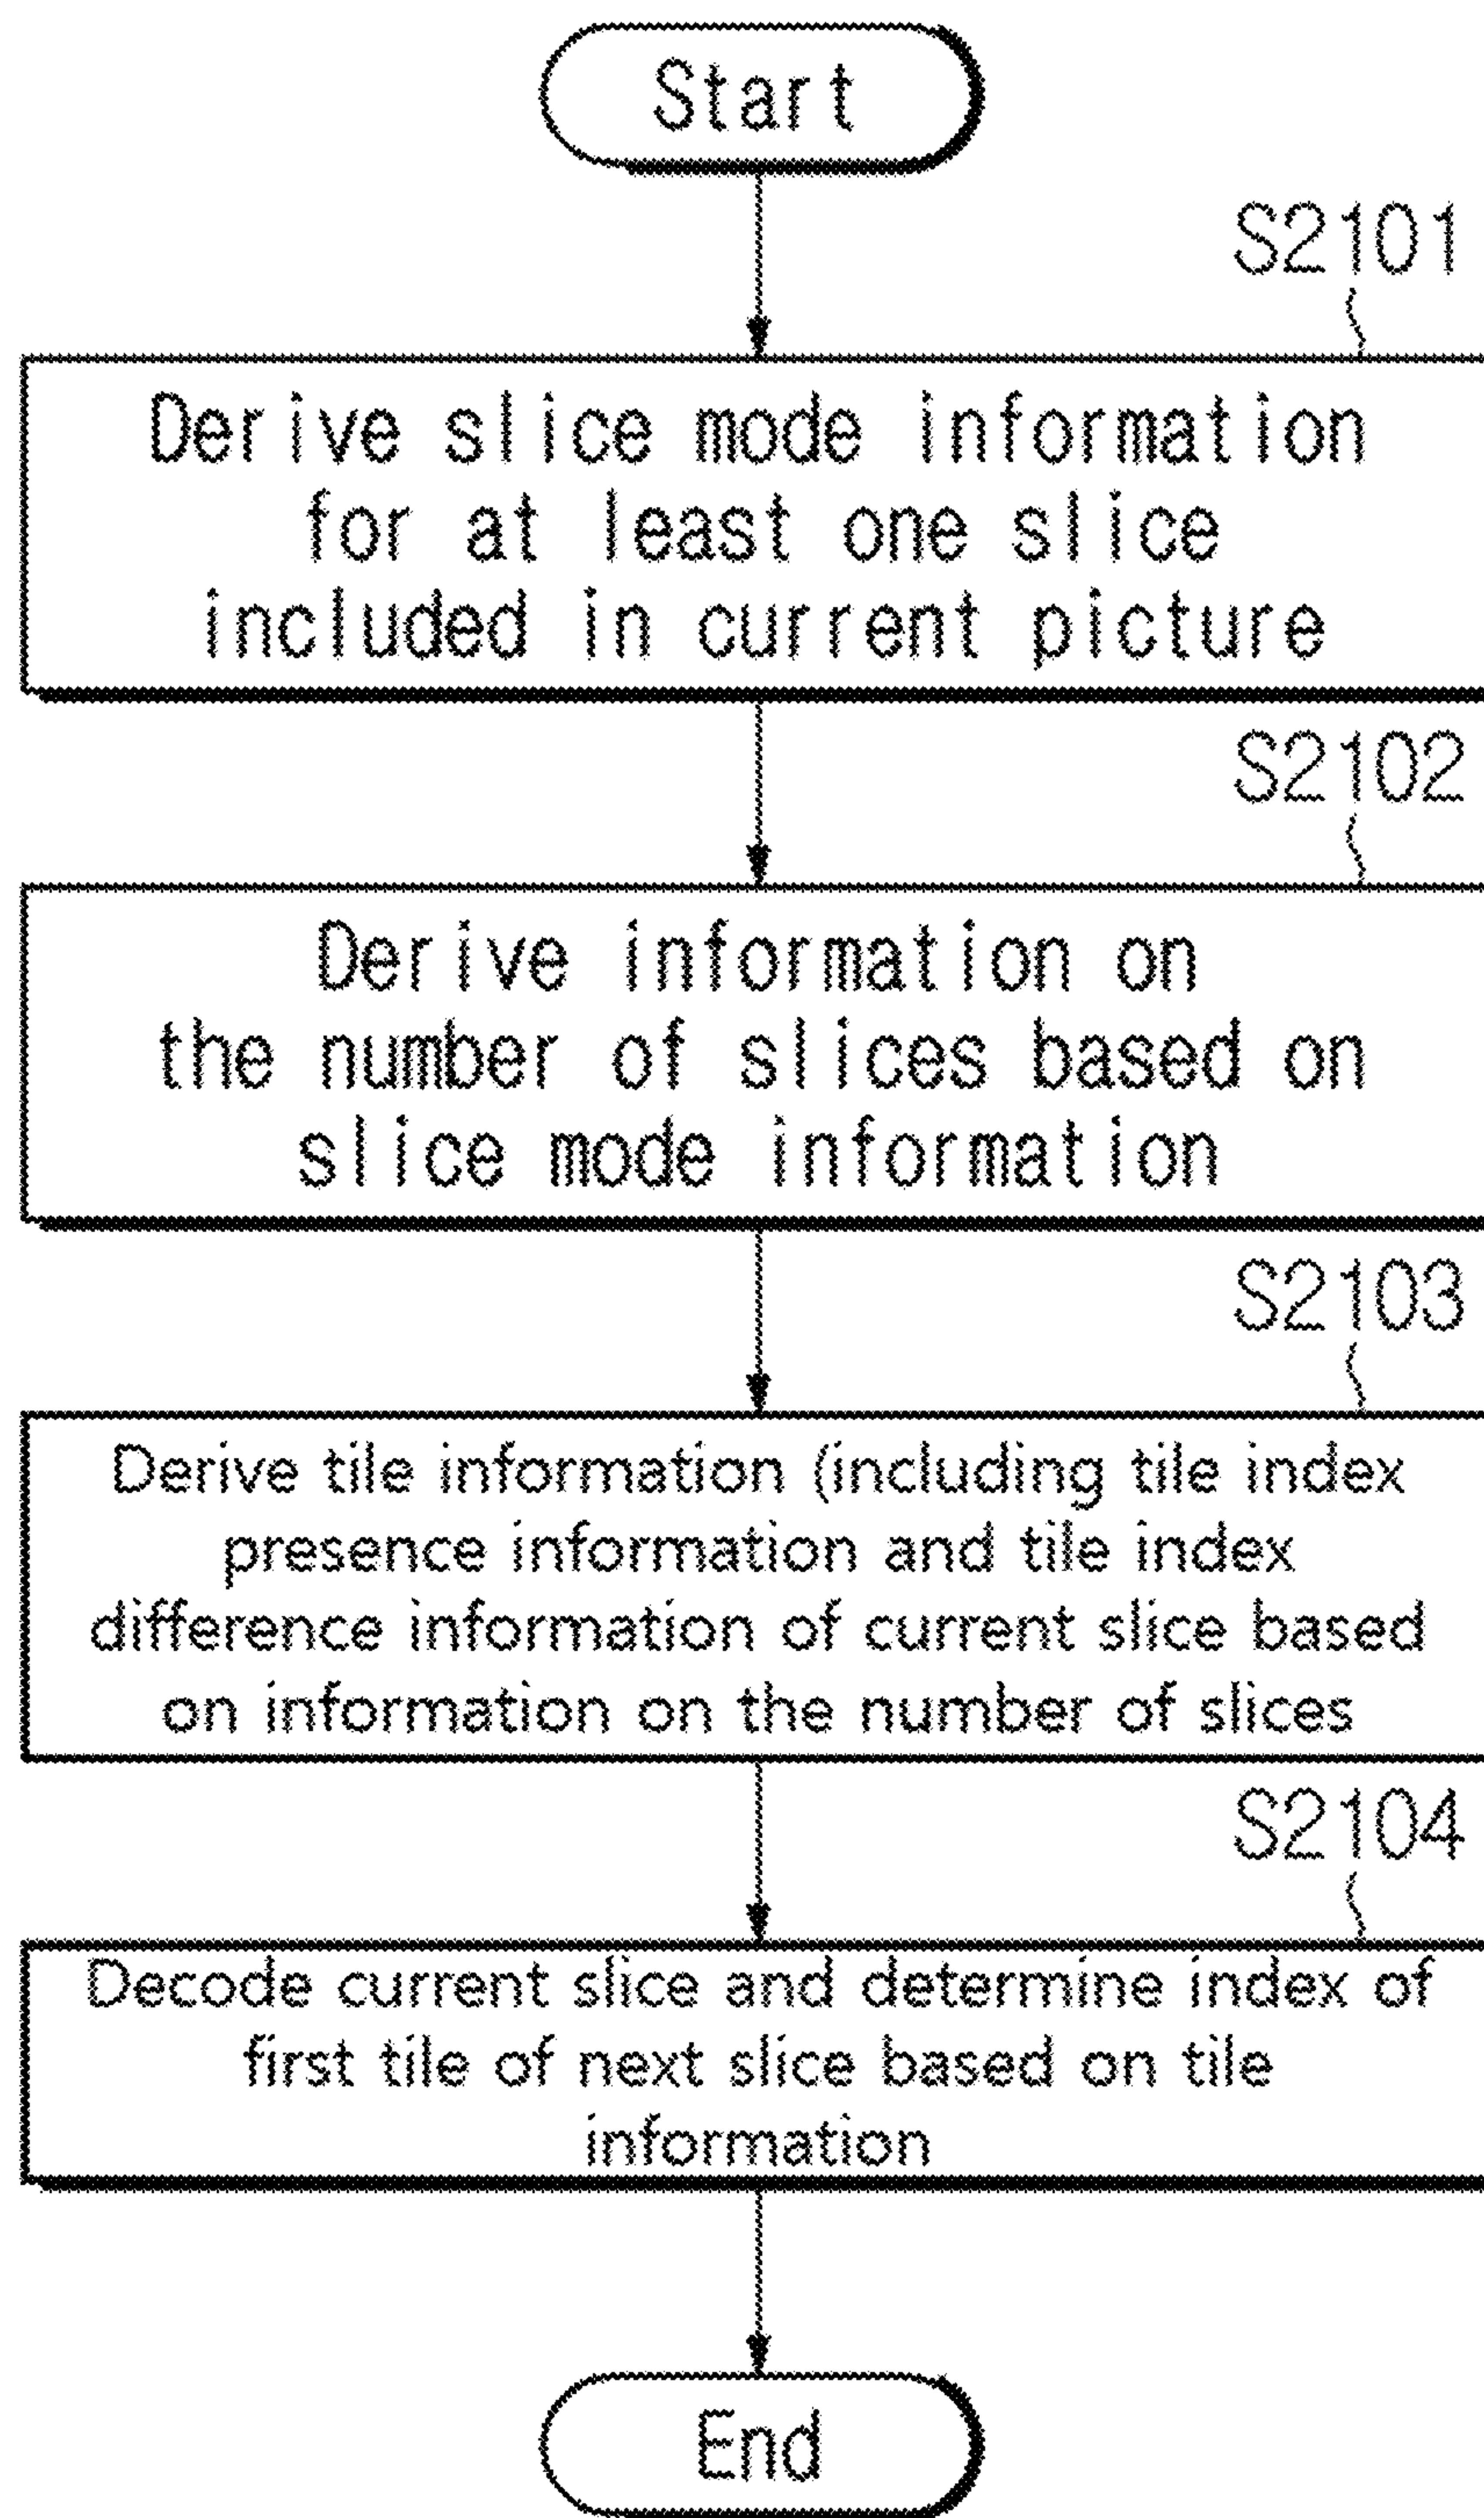 Start
S2101
Derive slice mode information
for at least one slice
included in current picture
S2102
Derive information on
the number of slices based on
slice mode information
S2103
Derive tile information (including tile index
presence information and tile index
difference information of current slice based
on information on the number of slices
S2104
Decode current slice and determine index of
first tile of next slice based on tile
information
End